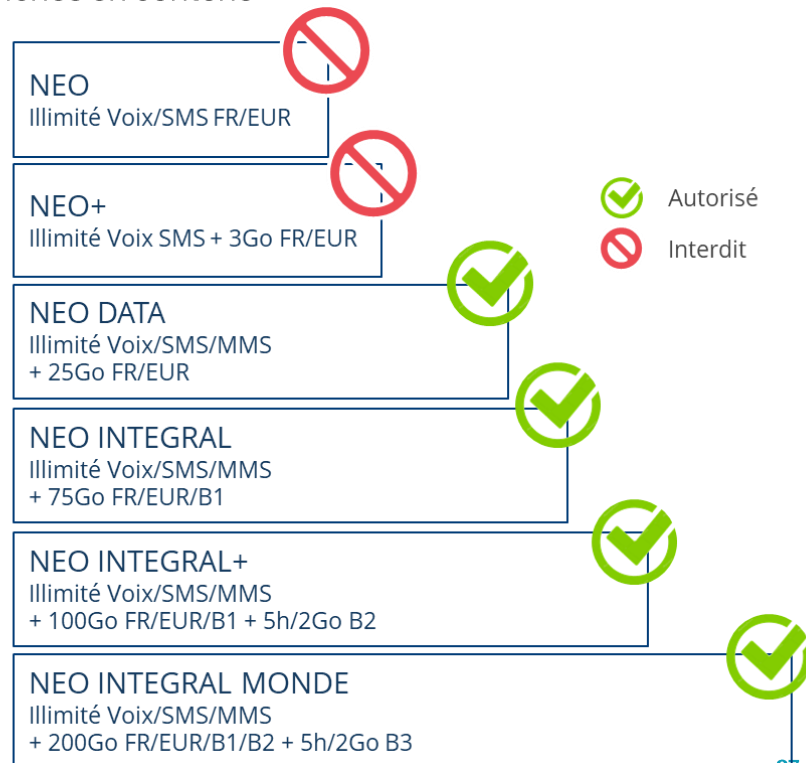 NEO
Illimité Voix/SMS FR/EUR
NEO+
Illimité Voix SMS + 3Go FR/EUR
Autorisé
Interdit
NEO DATA
Illimité Voix/SMS/MMS
+ 25Go FR/EUR
NEO INTEGRAL
Illimité Voix/SMS/MMS
+ 75Go FR/EUR/B1
NEO INTEGRAL+
Illimité Voix/SMS/MMS
+ 100Go FR/EUR/B1 + 5h/2Go B2
NEO INTEGRAL MONDE
Illimité Voix/SMS/MMS
+ 200Go FR/EUR/B1/B2 + 5h/2Go B3